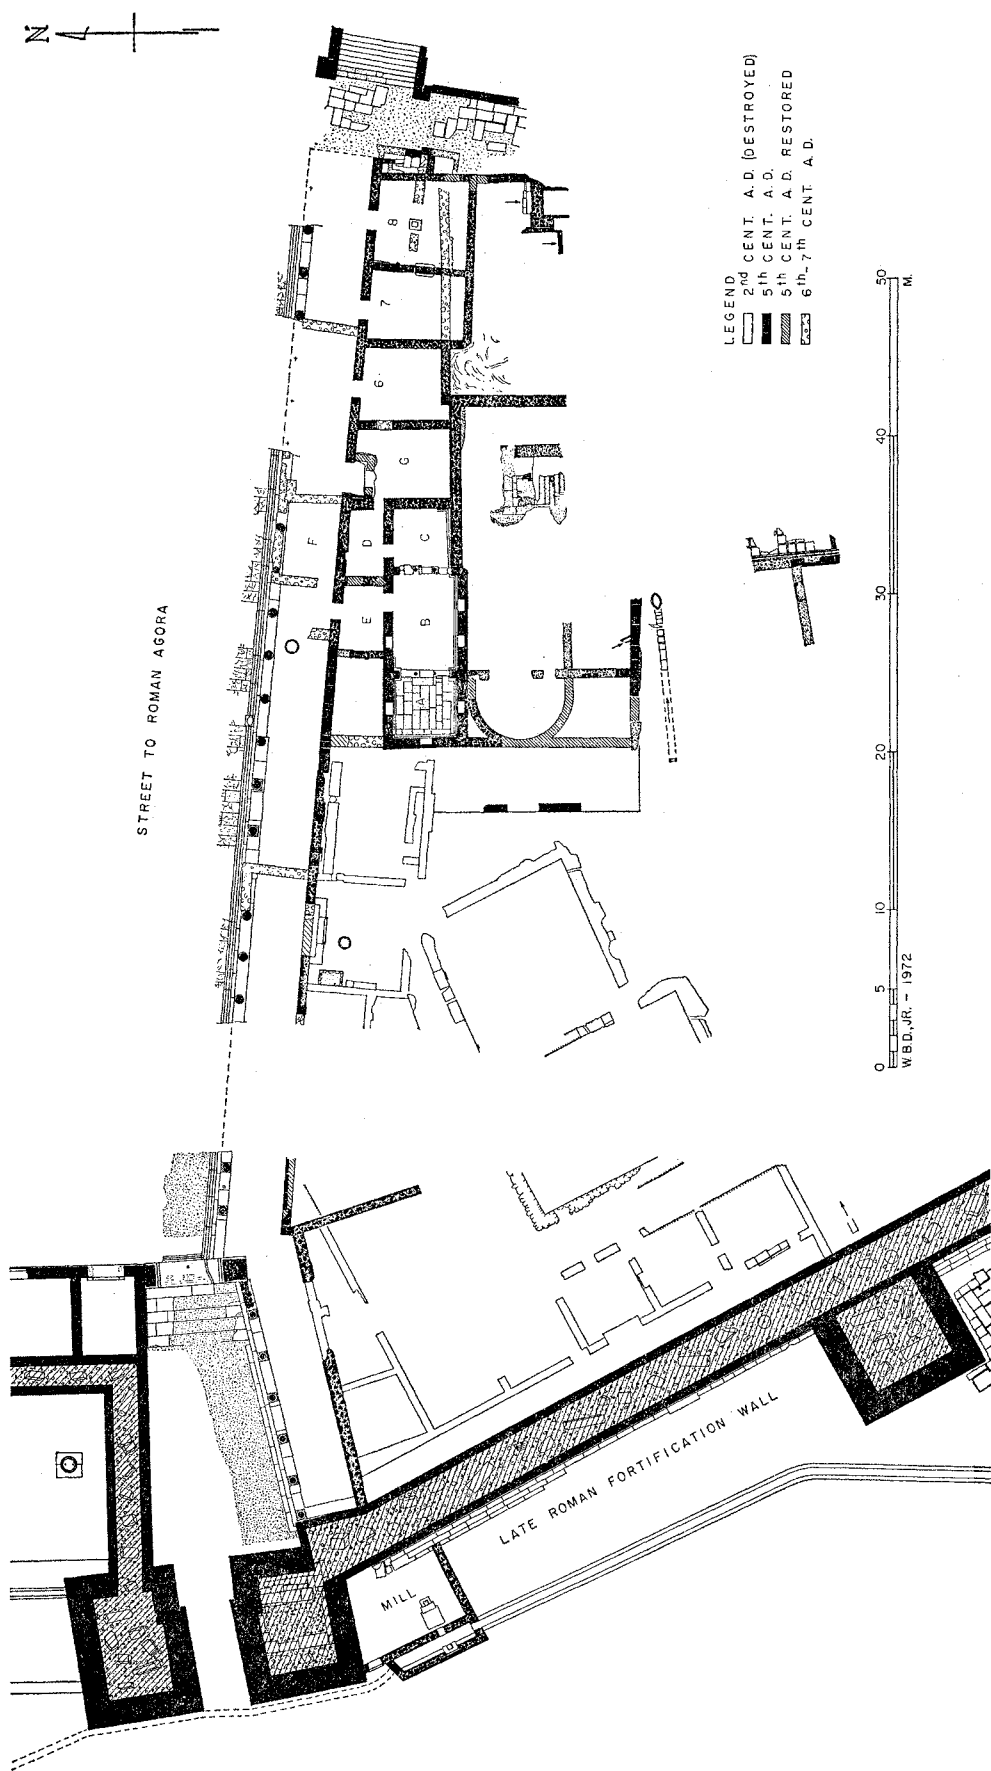 N
STREET TO ROMAN AGORA
A
B
C
D
E
F
G
6
7
8
MILL
LATE ROMAN FORTIFICATION WALL
LEGEND
2nd CENT. A.D. (DESTROYED)
5th CENT. A.D.
5th CENT. A.D. RESTORED
6th-7th CENT. A.D.
0 5 10 20 30 40 50
M.
W.B.D., JR. - 1972